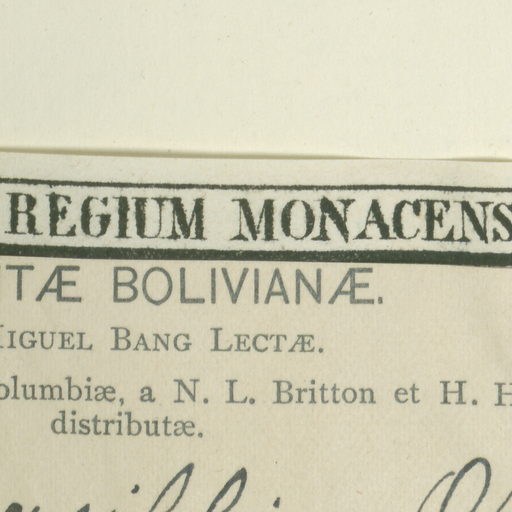 REGIUM MONACENS
TÆ BOLIVIANÆ.
IGUEL BANG LECTÆ.
olumbiæ, a N. L. Britton et H. H
distributæ.